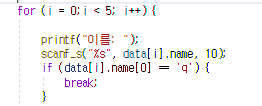 for (i = 0;i < 5; i++) {
printf("이름: ");
scanf_s("%s", data[i].name, 10);
if (data[i].name[0] == 'q') {
break;
}